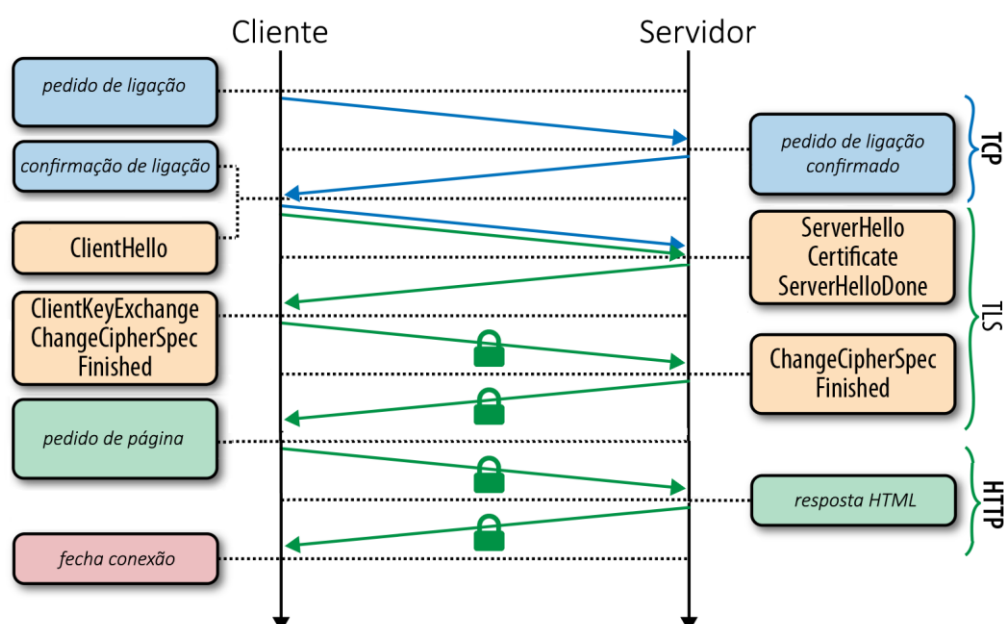 Cliente
Servidor
pedido de ligação
pedido de ligação
confirmado
TCP
confirmação de ligação
ClientHello
ServerHello
Certificate
ServerHelloDone
TLS
ClientKeyExchange
ChangeCipherSpec
Finished
ChangeCipherSpec
Finished
pedido de página
resposta HTML
HTTP
fecha conexão